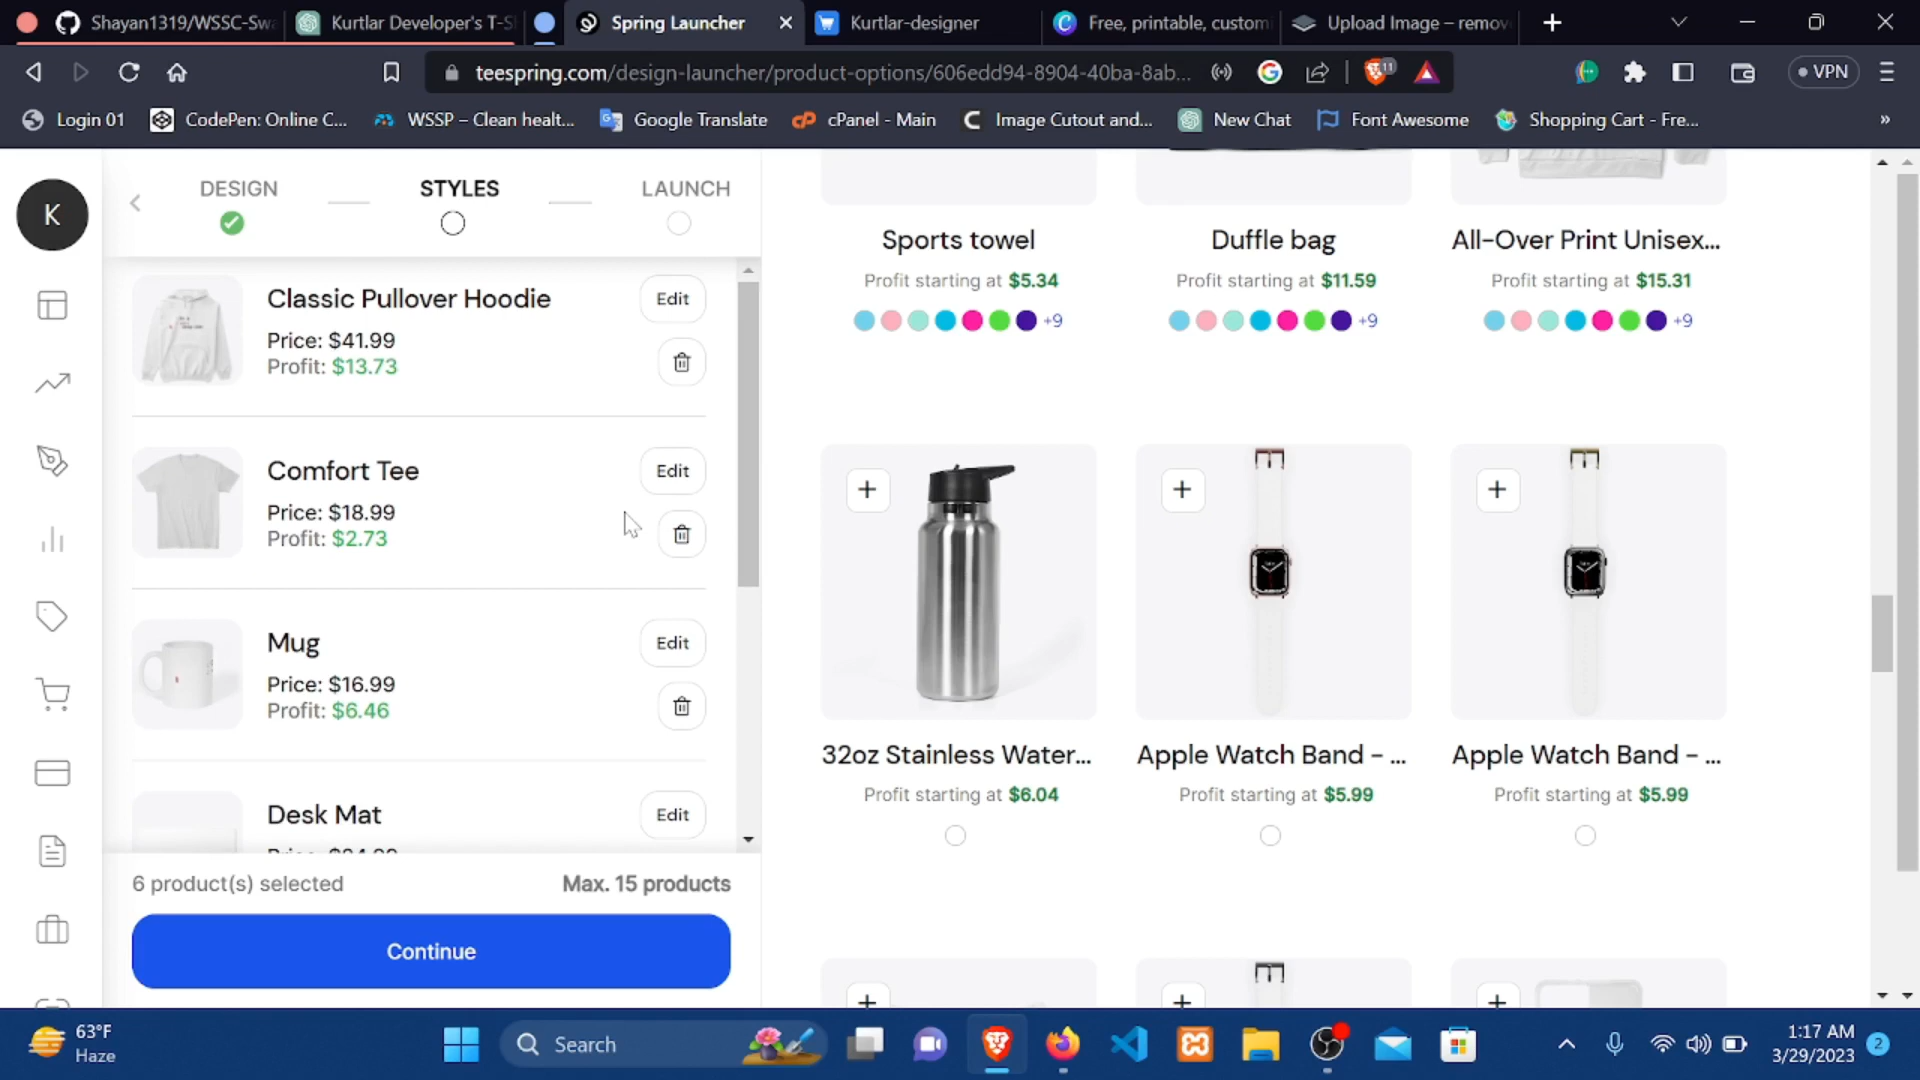 Shayan1319/WSSC-Swa
Kurtlar Developer's T-S
Spring Launcher
Kurtlar-designer
Free, printable, custom
Upload Image – remov
teespring.com/design-launcher/product-options/606edd94-8904-40ba-8ab...
11
VPN
Login 01
CodePen: Online C...
WSSP – Clean healt...
Google Translate
cPanel - Main
Image Cutout and...
New Chat
Font Awesome
Shopping Cart - Fre...
»
K
DESIGN
STYLES
LAUNCH
Classic Pullover Hoodie
Edit
Price: $41.99
Profit: $13.73
Comfort Tee
Edit
Price: $18.99
Profit: $2.73
Mug
Edit
Price: $16.99
Profit: $6.46
Desk Mat
Edit
6 product(s) selected
Max. 15 products
Continue
Sports towel
Profit starting at $5.34
+9
Duffle bag
Profit starting at $11.59
+9
All-Over Print Unisex...
Profit starting at $15.31
+9
+
32oz Stainless Water...
Profit starting at $6.04
+
Apple Watch Band - ...
Profit starting at $5.99
+
Apple Watch Band - ...
Profit starting at $5.99
+
+
+
63°F
Haze
Search
1:17 AM
3/29/2023
2